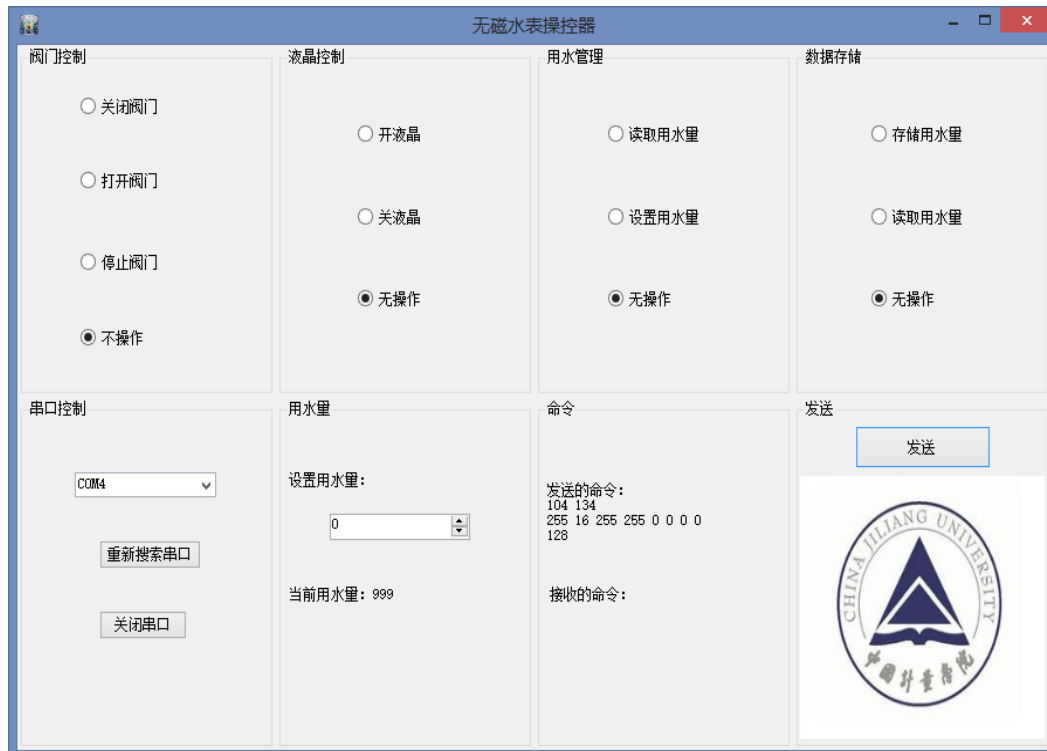 无磁水表操控器
阀门控制
关闭阀门
打开阀门
停止阀门
不操作
液晶控制
开液晶
关液晶
无操作
用水管理
读取用水量
设置用水量
无操作
数据存储
存储用水量
读取用水量
无操作
串口控制
COM4
重新搜索串口
关闭串口
用水量
设置用水量:
0
当前用水量: 999
命令
发送的命令:
104 134
255 16 255 255 0 0 0 0
128
接收的命令:
发送
发送
CHINA JILIANG UNIVERSITY
中国计量学院